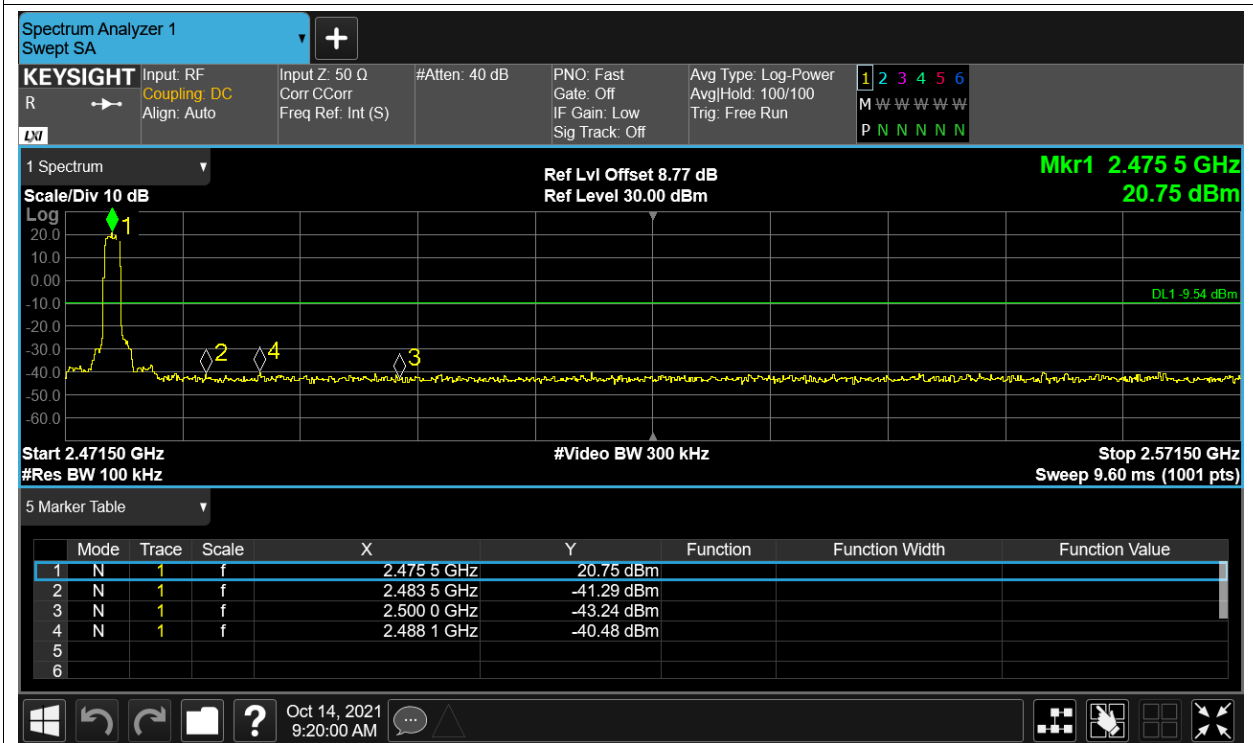 Spectrum Analyzer 1
Swept SA
KEYSIGHT Input: RF Input Z: 50 Ω #Atten: 40 dB PNO: Fast Avg Type: Log-Power 1 2 3 4 5 6
R Coupling: DC Corr CCorr Gate: Off Avg|Hold: 100/100 M W W W W W
Align: Auto Freq Ref: Int (S) IF Gain: Low Trig: Free Run
LXI Sig Track: Off P N N N N N
1 Spectrum Ref Lvl Offset 8.77 dB Mkr1 2.475 5 GHz
Scale/Div 10 dB Ref Level 30.00 dBm 20.75 dBm
Log
1
20.0
10.0
0.00
DL1 -9.54 dBm
-10.0
-20.0
-30.0
2 4 3
-40.0
-50.0
-60.0
Start 2.47150 GHz #Video BW 300 kHz Stop 2.57150 GHz
#Res BW 100 kHz Sweep 9.60 ms (1001 pts)
5 Marker Table
Mode Trace Scale X Y Function Function Width Function Value
1 N 1 f 2.475 5 GHz 20.75 dBm
2 N 1 f 2.483 5 GHz -41.29 dBm
3 N 1 f 2.500 0 GHz -43.24 dBm
4 N 1 f 2.488 1 GHz -40.48 dBm
5
6
? Oct 14, 2021
9:20:00 AM